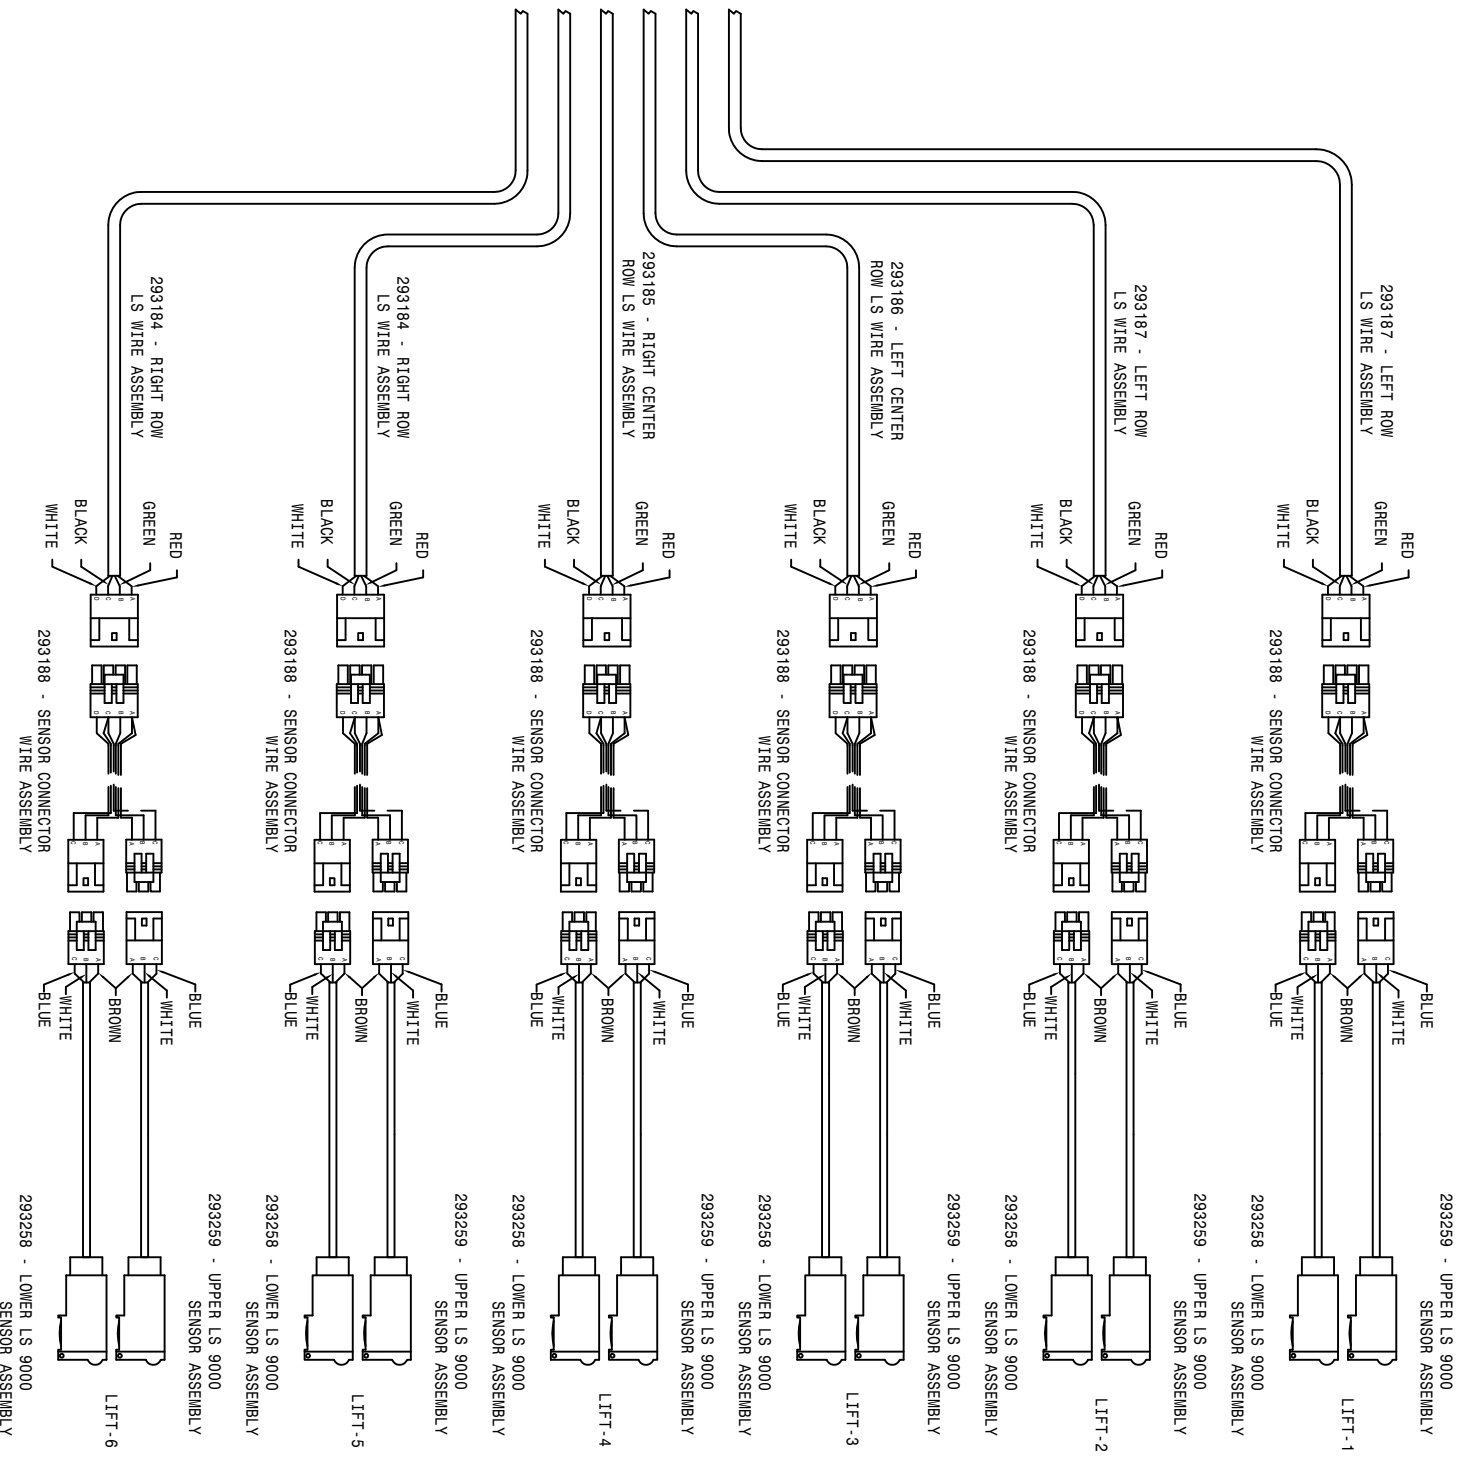 293187 - LEFT ROW
LS WIRE ASSEMBLY
RED
GREEN
BLACK
WHITE
A
B
C
D
293188 - SENSOR CONNECTOR
WIRE ASSEMBLY
A
B
C
D
C
B
A
A
B
C
A
B
C
A
B
C
BLUE
WHITE
BROWN
WHITE
BLUE
293259 - UPPER LS 9000
SENSOR ASSEMBLY
LIFT-1
293258 - LOWER LS 9000
SENSOR ASSEMBLY
293187 - LEFT ROW
LS WIRE ASSEMBLY
RED
GREEN
BLACK
WHITE
A
B
C
D
293188 - SENSOR CONNECTOR
WIRE ASSEMBLY
A
B
C
D
C
B
A
A
B
C
A
B
C
A
B
C
BLUE
WHITE
BROWN
WHITE
BLUE
293259 - UPPER LS 9000
SENSOR ASSEMBLY
LIFT-2
293258 - LOWER LS 9000
SENSOR ASSEMBLY
293186 - LEFT CENTER
ROW LS WIRE ASSEMBLY
RED
GREEN
BLACK
WHITE
A
B
C
D
293188 - SENSOR CONNECTOR
WIRE ASSEMBLY
A
B
C
D
C
B
A
A
B
C
A
B
C
A
B
C
BLUE
WHITE
BROWN
WHITE
BLUE
293259 - UPPER LS 9000
SENSOR ASSEMBLY
LIFT-3
293258 - LOWER LS 9000
SENSOR ASSEMBLY
293185 - RIGHT CENTER
ROW LS WIRE ASSEMBLY
RED
GREEN
BLACK
WHITE
A
B
C
D
293188 - SENSOR CONNECTOR
WIRE ASSEMBLY
A
B
C
D
C
B
A
A
B
C
A
B
C
A
B
C
BLUE
WHITE
BROWN
WHITE
BLUE
293259 - UPPER LS 9000
SENSOR ASSEMBLY
LIFT-4
293258 - LOWER LS 9000
SENSOR ASSEMBLY
293184 - RIGHT ROW
LS WIRE ASSEMBLY
RED
GREEN
BLACK
WHITE
A
B
C
D
293188 - SENSOR CONNECTOR
WIRE ASSEMBLY
A
B
C
D
C
B
A
A
B
C
A
B
C
A
B
C
BLUE
WHITE
BROWN
WHITE
BLUE
293259 - UPPER LS 9000
SENSOR ASSEMBLY
LIFT-5
293258 - LOWER LS 9000
SENSOR ASSEMBLY
293184 - RIGHT ROW
LS WIRE ASSEMBLY
RED
GREEN
BLACK
WHITE
A
B
C
D
293188 - SENSOR CONNECTOR
WIRE ASSEMBLY
A
B
C
D
C
B
A
A
B
C
A
B
C
A
B
C
BLUE
WHITE
BROWN
WHITE
BLUE
293259 - UPPER LS 9000
SENSOR ASSEMBLY
LIFT-6
293258 - LOWER LS 9000
SENSOR ASSEMBLY